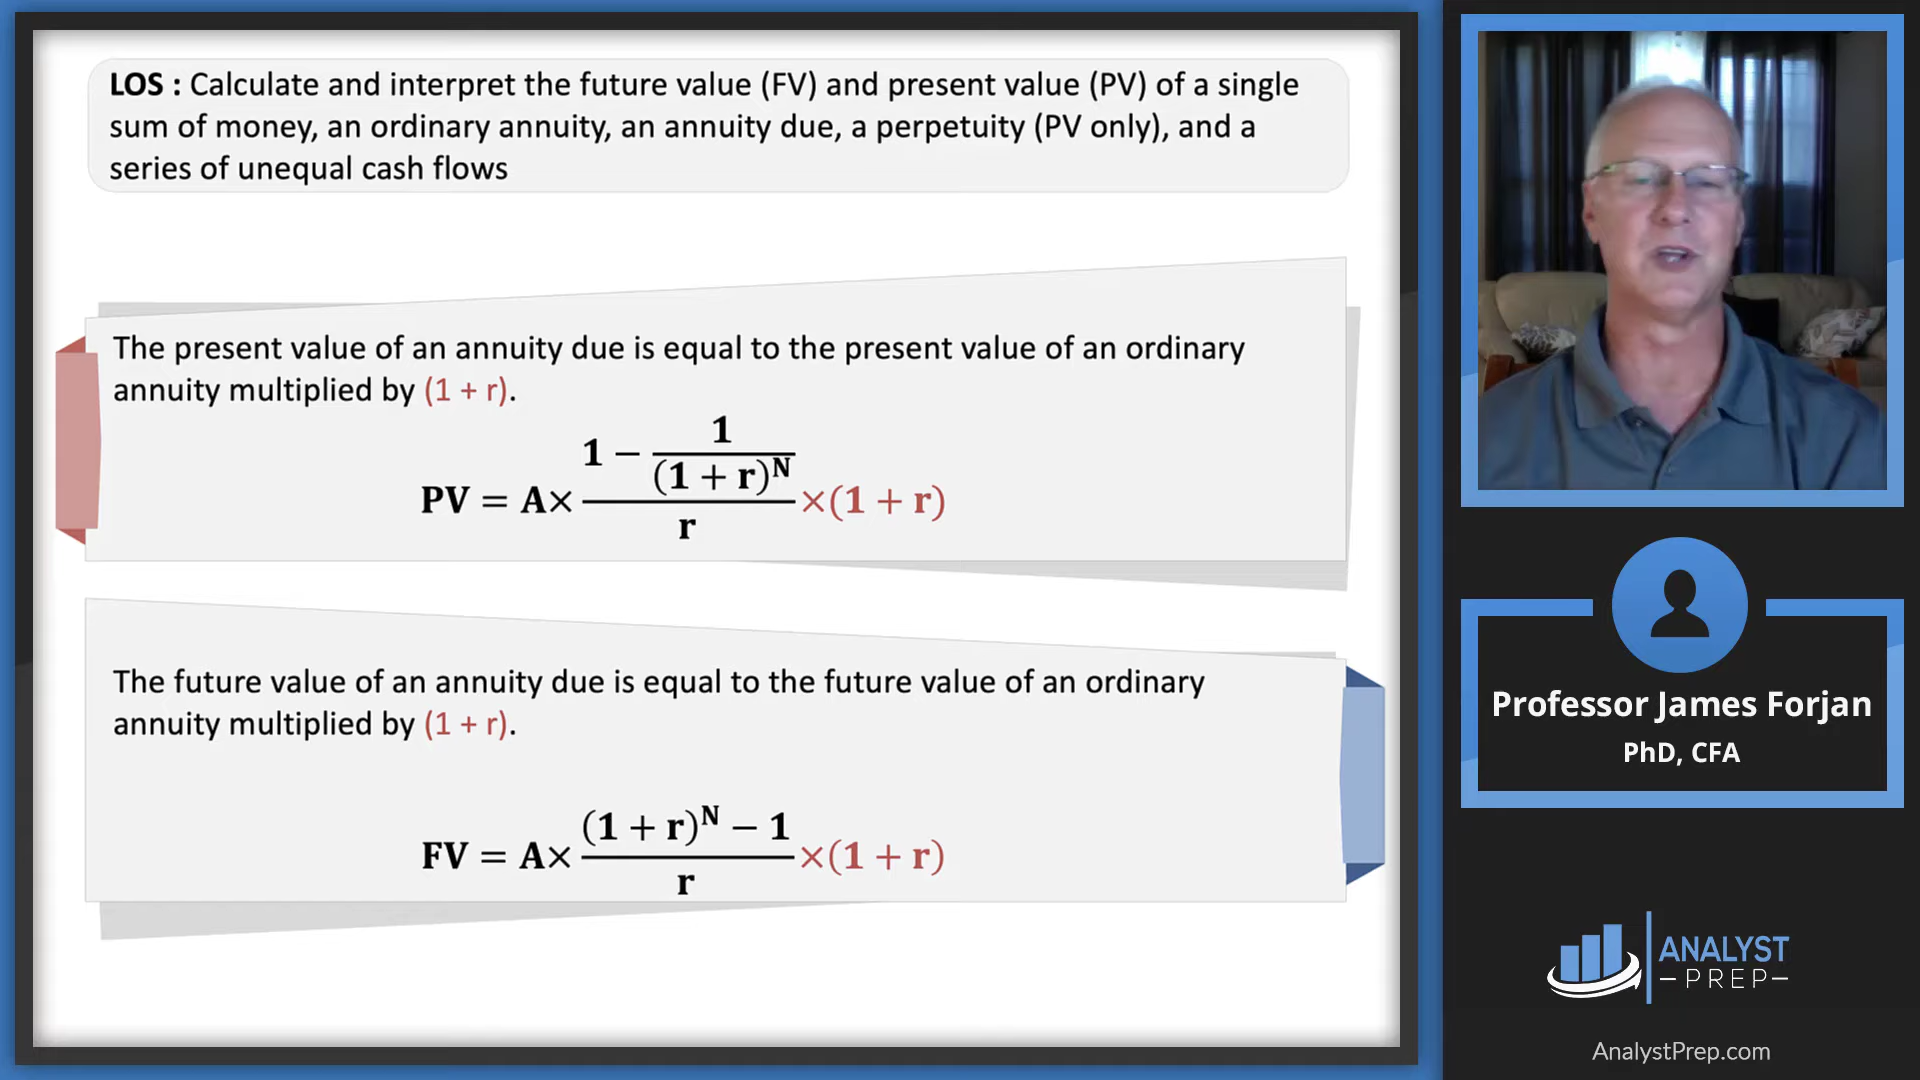 LOS : Calculate and interpret the future value (FV) and present value (PV) of a single
sum of money, an ordinary annuity, an annuity due, a perpetuity (PV only), and a
series of unequal cash flows
The present value of an annuity due is equal to the present value of an ordinary
annuity multiplied by (1 + r).
PV = A× (1 − 1/(1 + r)^N)/r ×(1 + r)
The future value of an annuity due is equal to the future value of an ordinary
annuity multiplied by (1 + r).
FV = A× ((1 + r)^N − 1)/r ×(1 + r)
Professor James Forjan
PhD, CFA
ANALYST
PREP
AnalystPrep.com